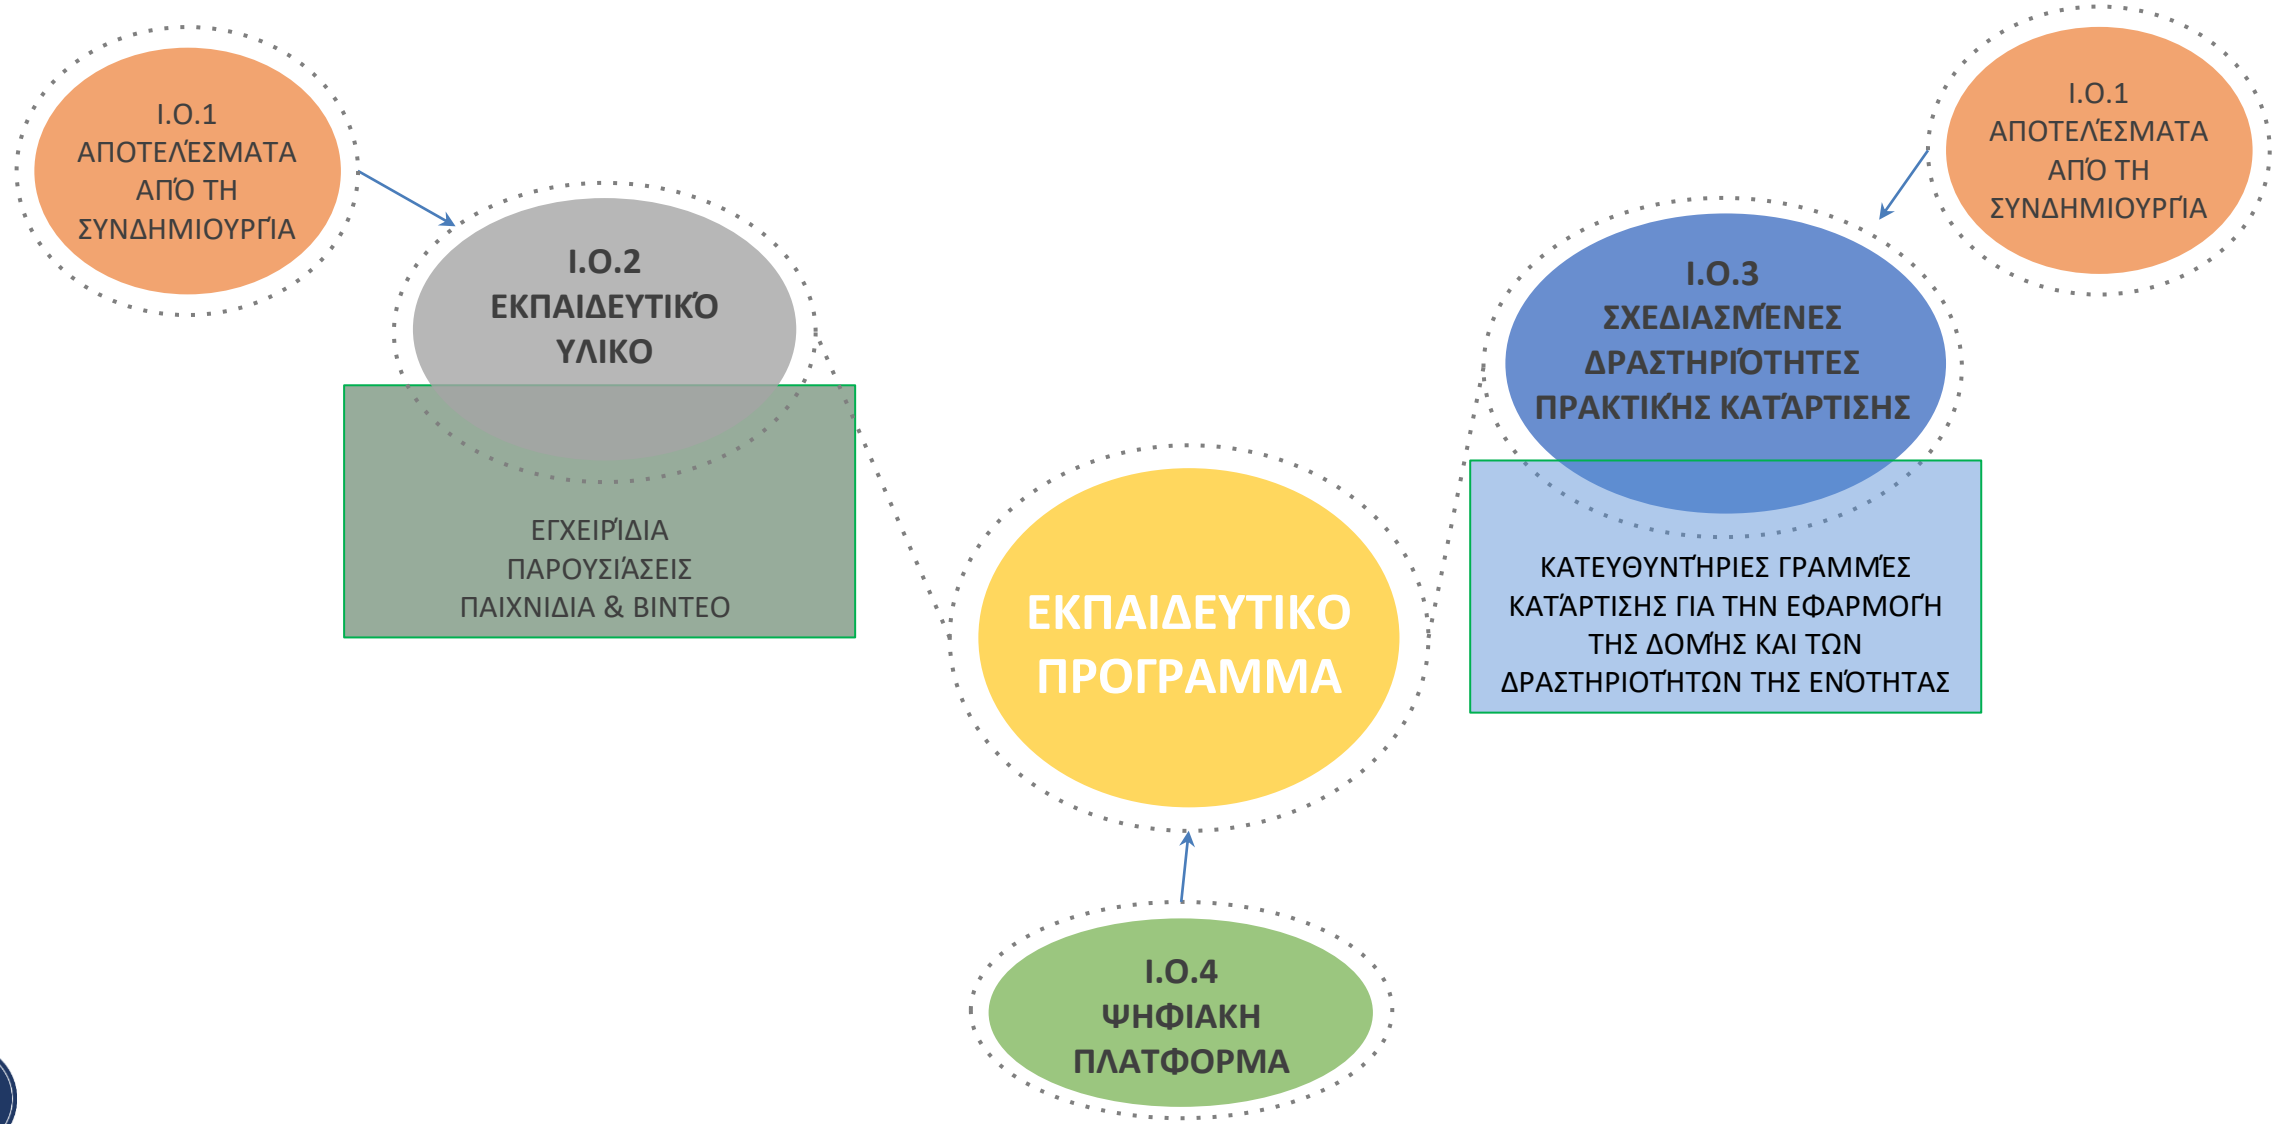 I.O.1
ΑΠΟΤΕΛΈΣΜΑΤΑ
ΑΠΌ ΤΗ
ΣΥΝΔΗΜΙΟΥΡΓΊΑ
I.O.2
ΕΚΠΑΙΔΕΥΤΙΚΌ
ΥΛΙΚΟ
ΕΓΧΕΙΡΊΔΙΑ
ΠΑΡΟΥΣΙΆΣΕΙΣ
ΠΑΙΧΝΙΔΙΑ & ΒΙΝΤΕΟ
ΕΚΠΑΙΔΕΥΤΙΚΟ
ΠΡΟΓΡΑΜΜΑ
I.O.4
ΨΗΦΙΑΚΗ
ΠΛΑΤΦΟΡΜΑ
I.O.1
ΑΠΟΤΕΛΈΣΜΑΤΑ
ΑΠΌ ΤΗ
ΣΥΝΔΗΜΙΟΥΡΓΊΑ
I.O.3
ΣΧΕΔΙΑΣΜΈΝΕΣ
ΔΡΑΣΤΗΡΙΌΤΗΤΕΣ
ΠΡΑΚΤΙΚΉΣ ΚΑΤΆΡΤΙΣΗΣ
ΚΑΤΕΥΘΥΝΤΉΡΙΕΣ ΓΡΑΜΜΈΣ
ΚΑΤΆΡΤΙΣΗΣ ΓΙΑ ΤΗΝ ΕΦΑΡΜΟΓΉ
ΤΗΣ ΔΟΜΉΣ ΚΑΙ ΤΩΝ
ΔΡΑΣΤΗΡΙΟΤΉΤΩΝ ΤΗΣ ΕΝΌΤΗΤΑΣ